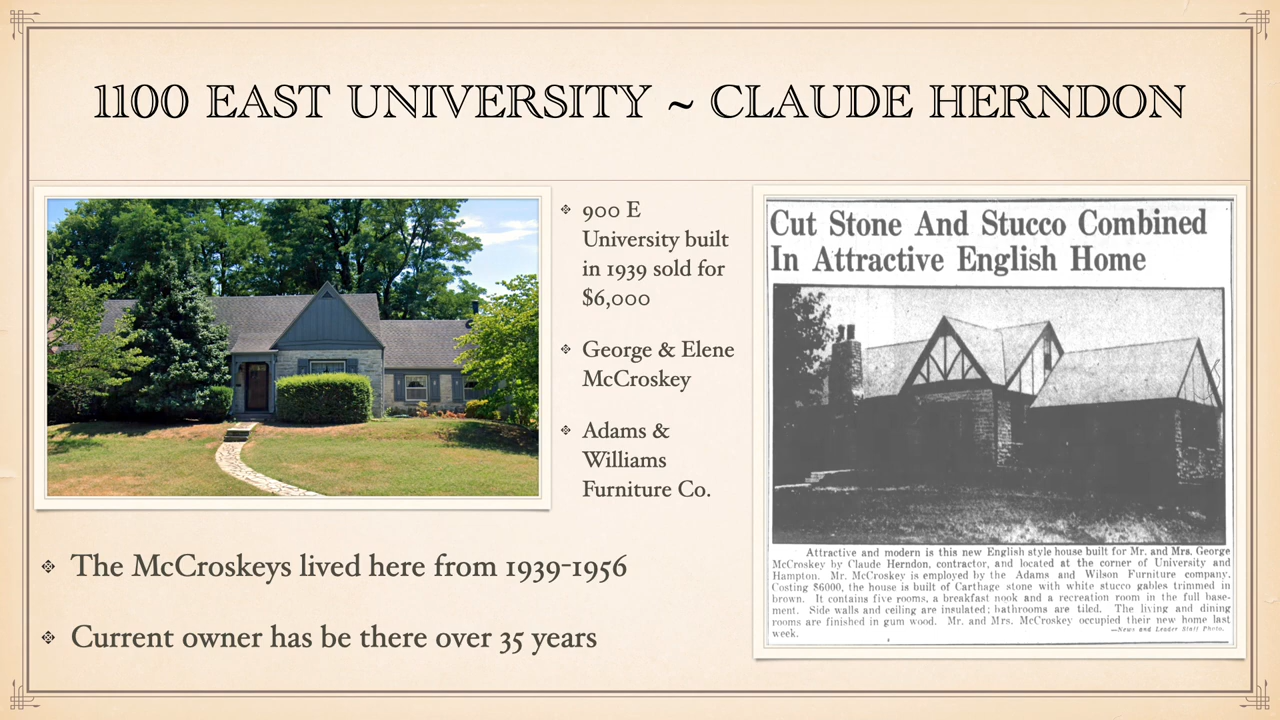 1100 EAST UNIVERSITY ~ CLAUDE HERNDON
❖ 900 E
University built
in 1939 sold for
$6,000
❖ George & Elene
McCroskey
❖ Adams &
Williams
Furniture Co.
❖ The McCroskeys lived here from 1939-1956
❖ Current owner has be there over 35 years
Cut Stone And Stucco Combined
In Attractive English Home
Attractive and modern is this new English style house built for Mr. and Mrs. George
McCroskey by Claude Herndon, contractor, and located at the corner of University and
Hampton. Mr. McCroskey is employed by the Adams and Wilson Furniture company.
Costing $6000, the house is built of Carthage stone with white stucco gables trimmed in
brown. It contains five rooms, a breakfast nook and a recreation room in the full base-
ment. Side walls and ceiling are insulated; bathrooms are tiled. The living and dining
rooms are finished in gum wood. Mr. and Mrs. McCroskey occupied their new home last
week.
—News and Leader Staff Photo.